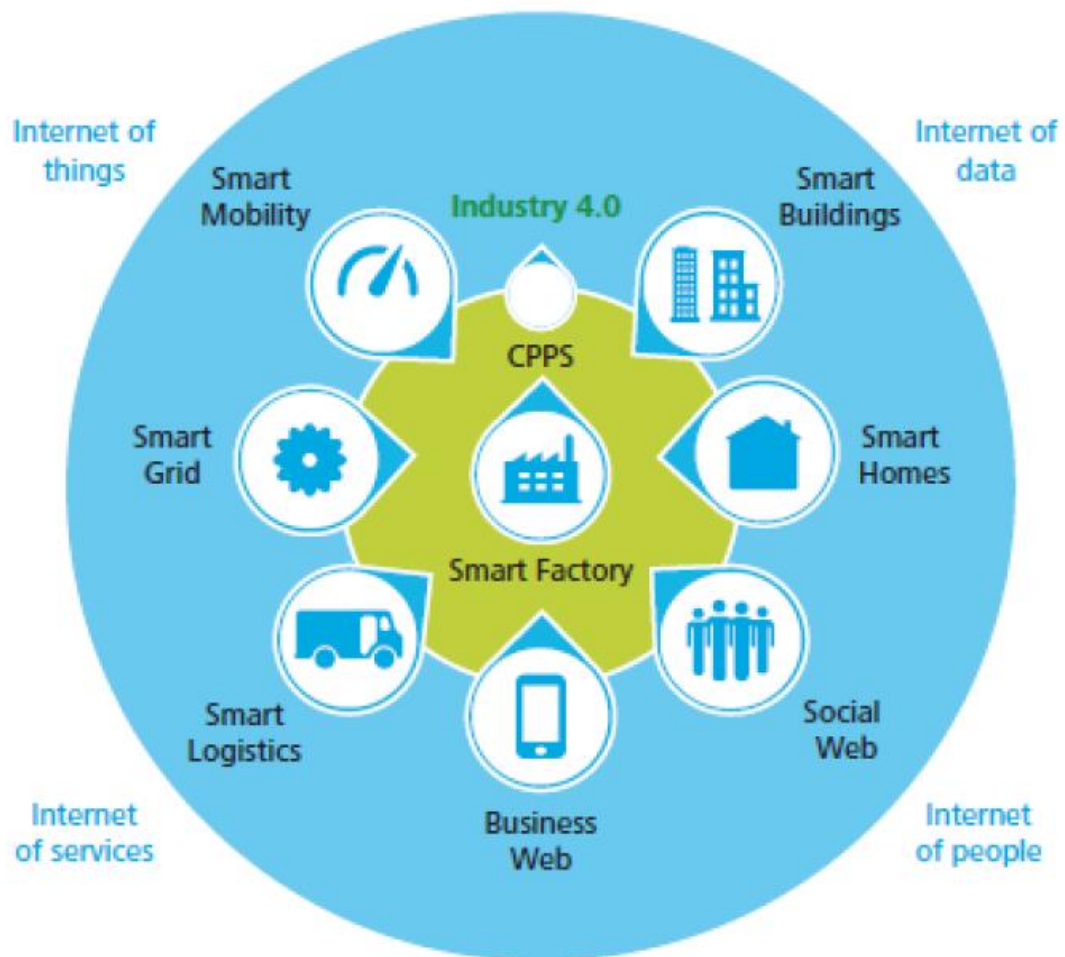 Internet of
things
Internet of
data
Smart
Mobility
Industry 4.0
Smart
Buildings
CPPS
Smart
Grid
Smart
Homes
Smart Factory
Smart
Logistics
Social
Web
Business
Web
Internet
of services
Internet
of people